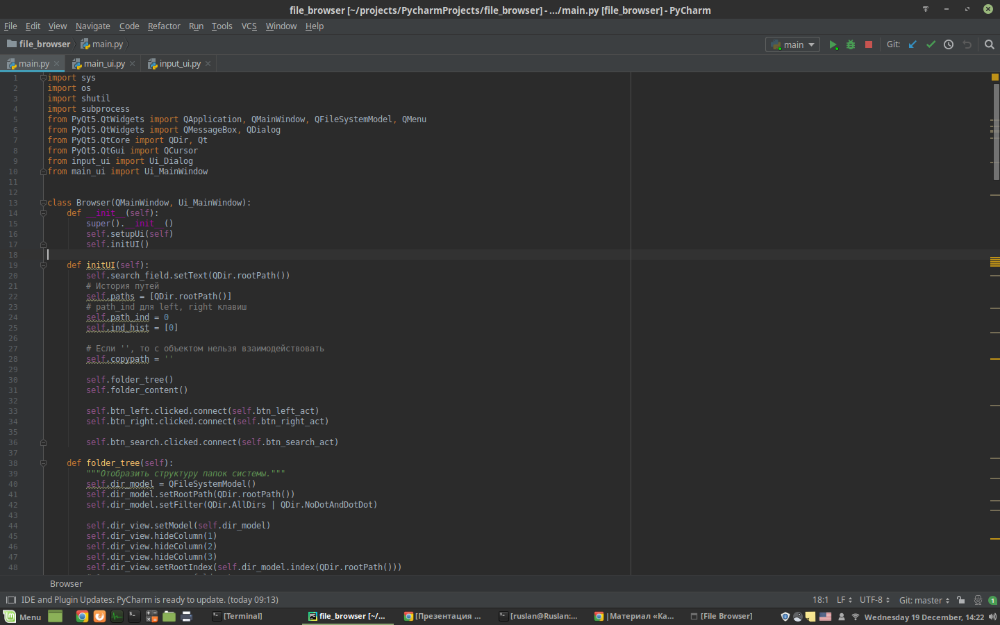 file_browser [~/projects/PycharmProjects/file_browser] - .../main.py [file_browser] - PyCharm
File Edit View Navigate Code Refactor Run Tools VCS Window Help
file_browser main.py main Git:
main.py main_ui.py input_ui.py
1 import sys
2 import os
3 import shutil
4 import subprocess
5 from PyQt5.QtWidgets import QApplication, QMainWindow, QFileSystemModel, QMenu
6 from PyQt5.QtWidgets import QMessageBox, QDialog
7 from PyQt5.QtCore import QDir, Qt
8 from PyQt5.QtGui import QCursor
9 from input_ui import Ui_Dialog
10 from main_ui import Ui_MainWindow
11
12
13 class Browser(QMainWindow, Ui_MainWindow):
14 def __init__(self):
15 super().__init__()
16 self.setupUi(self)
17 self.initUI()
18
19 def initUI(self):
20 self.search_field.setText(QDir.rootPath())
21 # История путей
22 self.paths = [QDir.rootPath()]
23 # path_ind для left, right клавиш
24 self.path_ind = 0
25 self.ind_hist = [0]
26
27 # Если '', то с объектом нельзя взаимодействовать
28 self.copypath = ''
29
30 self.folder_tree()
31 self.folder_content()
32
33 self.btn_left.clicked.connect(self.btn_left_act)
34 self.btn_right.clicked.connect(self.btn_right_act)
35
36 self.btn_search.clicked.connect(self.btn_search_act)
37
38 def folder_tree(self):
39 """Отобразить структуру папок системы."""
40 self.dir_model = QFileSystemModel()
41 self.dir_model.setRootPath(QDir.rootPath())
42 self.dir_model.setFilter(QDir.AllDirs | QDir.NoDotAndDotDot)
43
44 self.dir_view.setModel(self.dir_model)
45 self.dir_view.hideColumn(1)
46 self.dir_view.hideColumn(2)
47 self.dir_view.hideColumn(3)
48 self.dir_view.setRootIndex(self.dir_model.index(QDir.rootPath()))
Browser
IDE and Plugin Updates: PyCharm is ready to update. (today 09:13) 18:1 LF UTF-8 Git: master 1
Menu [Terminal] file_browser [~/... [Презентация ... [ruslan@Ruslan:... |Материал «Ка... [File Browser] Wednesday 19 December, 14:22